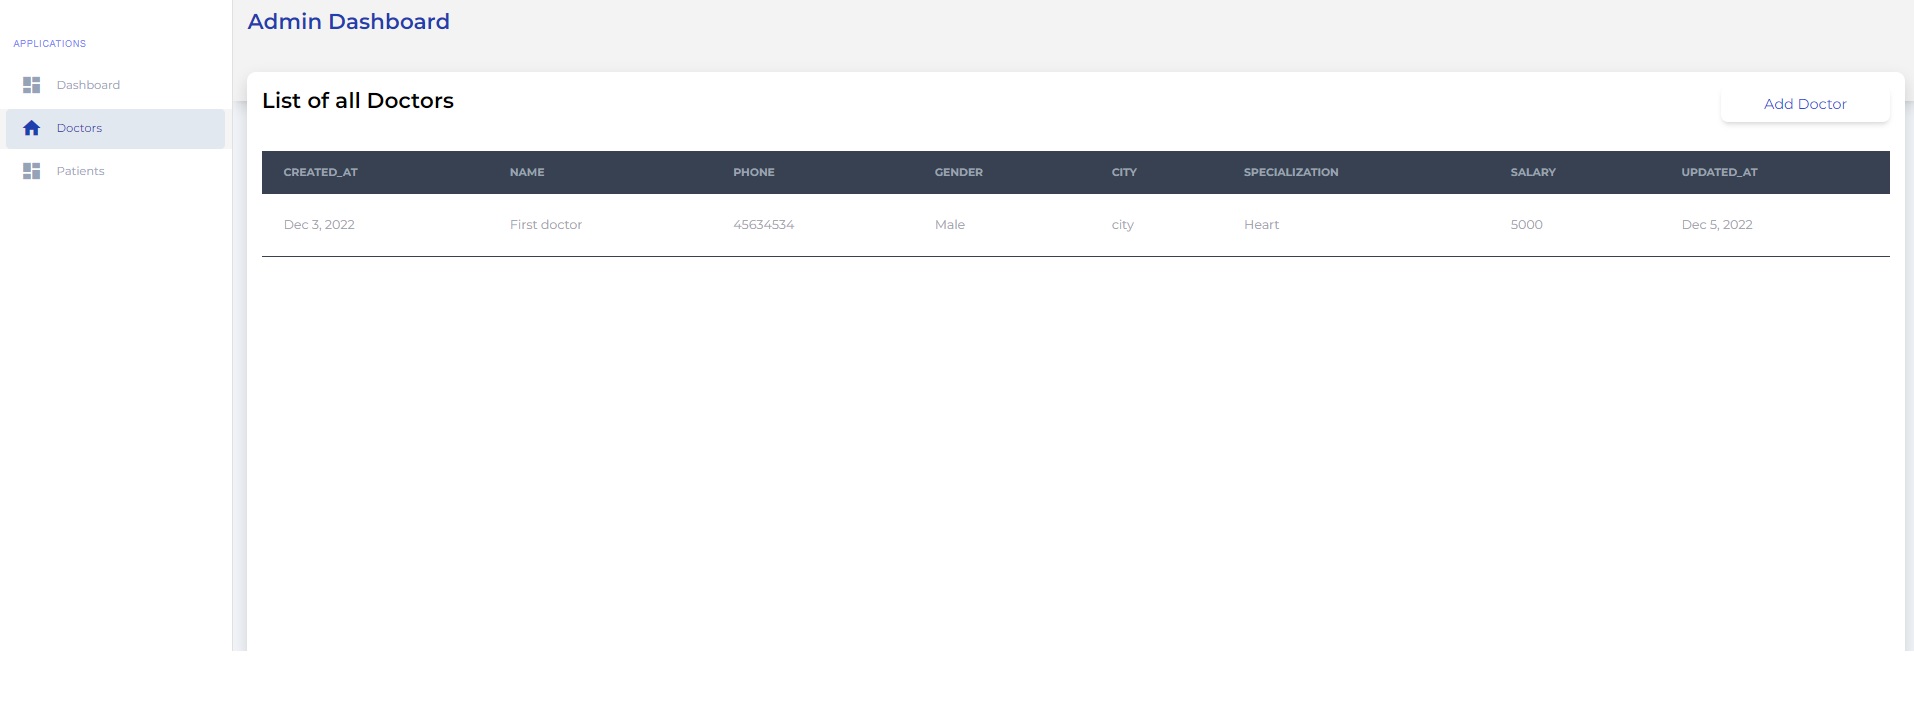 Admin Dashboard
APPLICATIONS
Dashboard
Doctors
Patients
List of all Doctors
Add Doctor
CREATED_AT NAME PHONE GENDER CITY SPECIALIZATION SALARY UPDATED_AT
Dec 3, 2022 First doctor 45634534 Male city Heart 5000 Dec 5, 2022